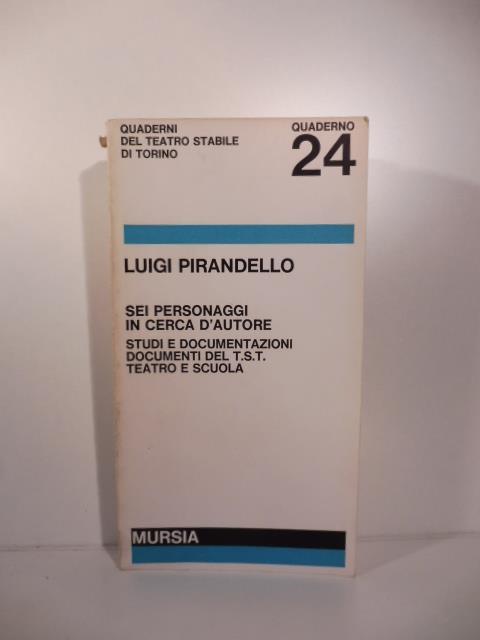 QUADERNI
DEL TEATRO STABILE
DI TORINO
QUADERNO
24
LUIGI PIRANDELLO
SEI PERSONAGGI
IN CERCA D'AUTORE
STUDI E DOCUMENTAZIONI
DOCUMENTI DEL T.S.T.
TEATRO E SCUOLA
MURSIA